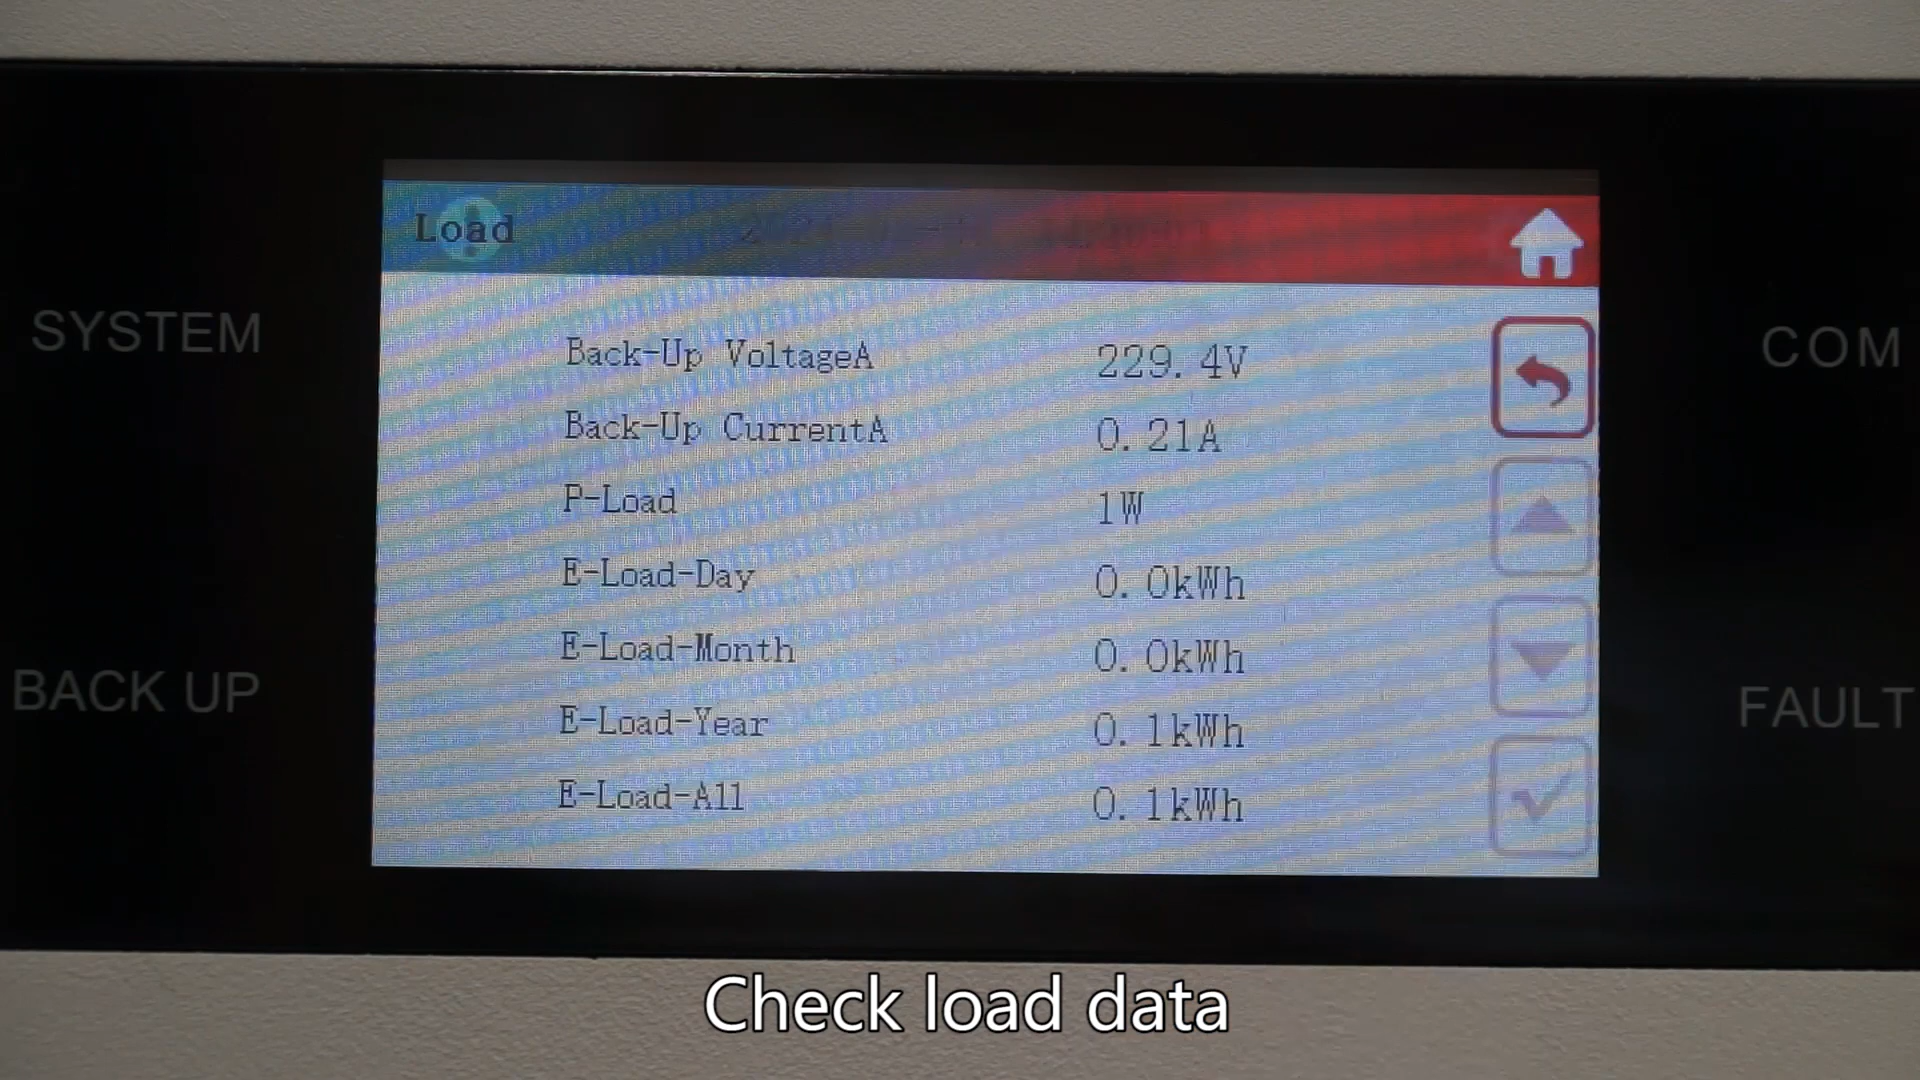 Load
SYSTEM
COM
Back-Up VoltageA 229.4V
Back-Up CurrentA 0.21A
P-Load 1W
E-Load-Day 0.0kWh
E-Load-Month 0.0kWh
BACK UP
FAULT
E-Load-Year 0.1kWh
E-Load-All 0.1kWh
Check load data